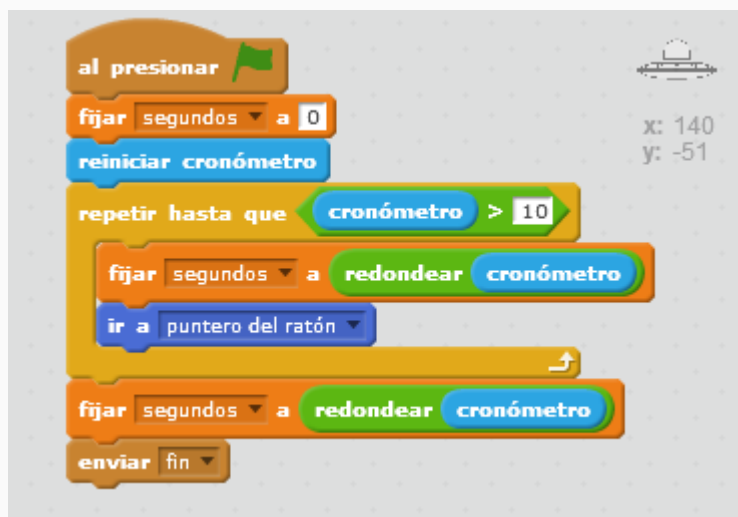 al presionar
fijar segundos a 0
x: 140
reiniciar cronómetro
y: -51
repetir hasta que cronómetro > 10
fijar segundos a redondear cronómetro
ir a puntero del ratón
fijar segundos a redondear cronómetro
enviar fin